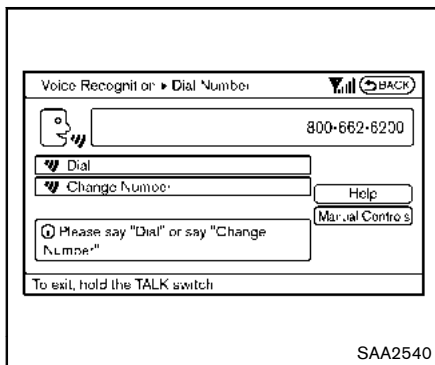 Voice Recognition ▸ Dial Number BACK
800-662-6200
Dial
Change Number
Help
Manual Controls
Please say "Dial" or say "Change
Number"
To exit, hold the TALK switch
SAA2540